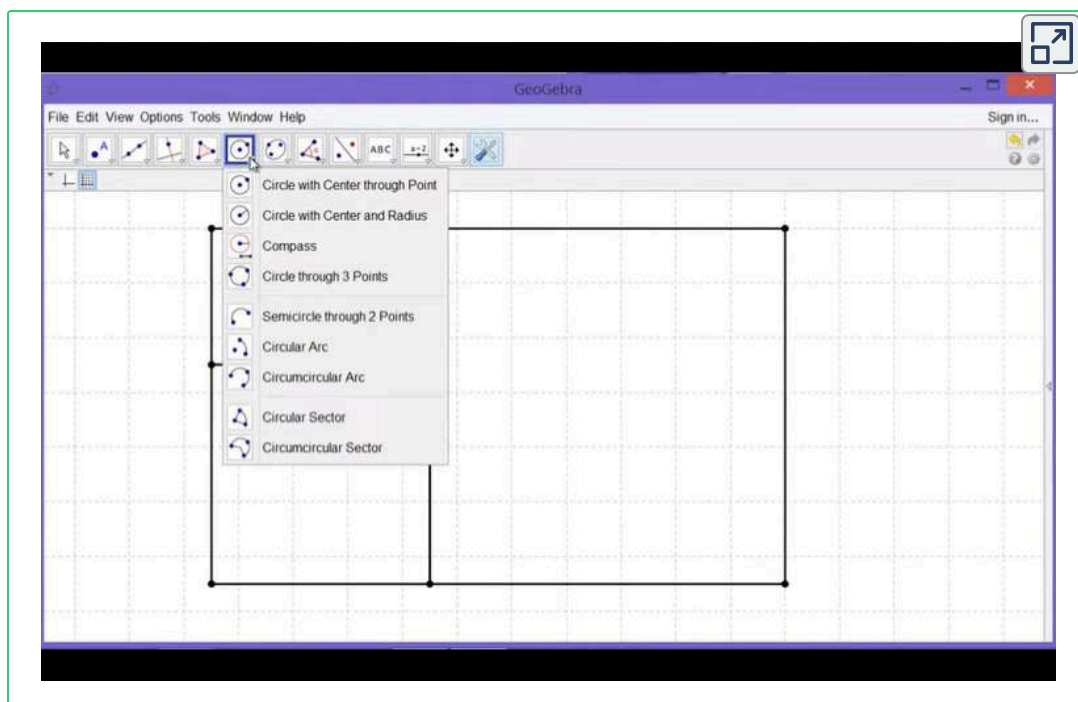 GeoGebra
File Edit View Options Tools Window Help
Sign in...
A
ABC
a=2
Circle with Center through Point
Circle with Center and Radius
Compass
Circle through 3 Points
Semicircle through 2 Points
Circular Arc
Circumcircular Arc
Circular Sector
Circumcircular Sector